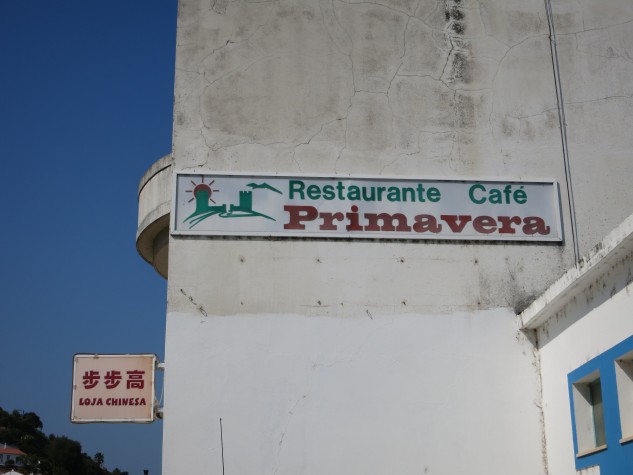 Restaurante Café
Primavera
步步高
LOJA CHINESA